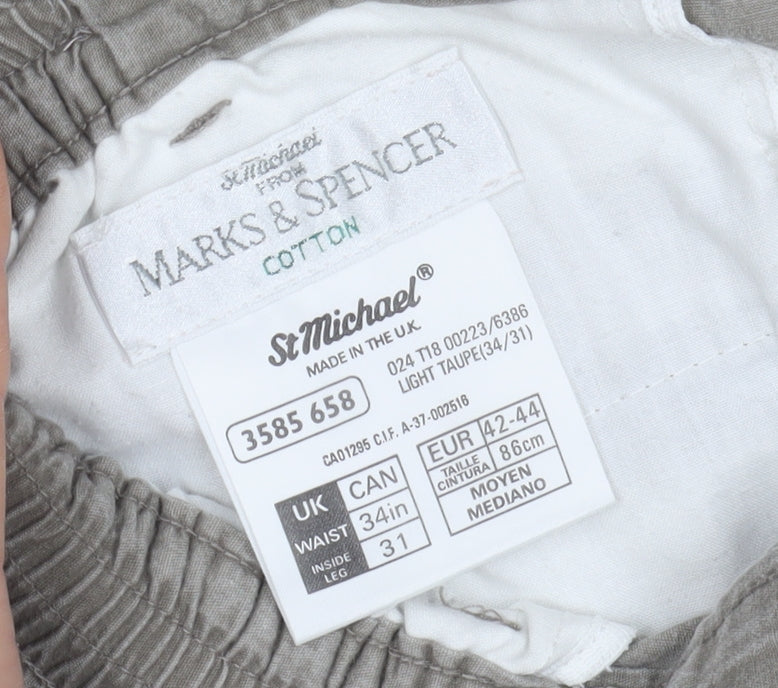 St Michael
FROM
MARKS & SPENCER
COTTON
St Michael®
MADE IN THE U.K.
024 T18 00223/6386
LIGHT TAUPE(34/31)
3585 658
CA01295 C.I.F. A-37-002516
UK CAN
WAIST 34in
INSIDE LEG 31
EUR 42-44
TAILLE CINTURA 86cm
MOYEN
MEDIANO